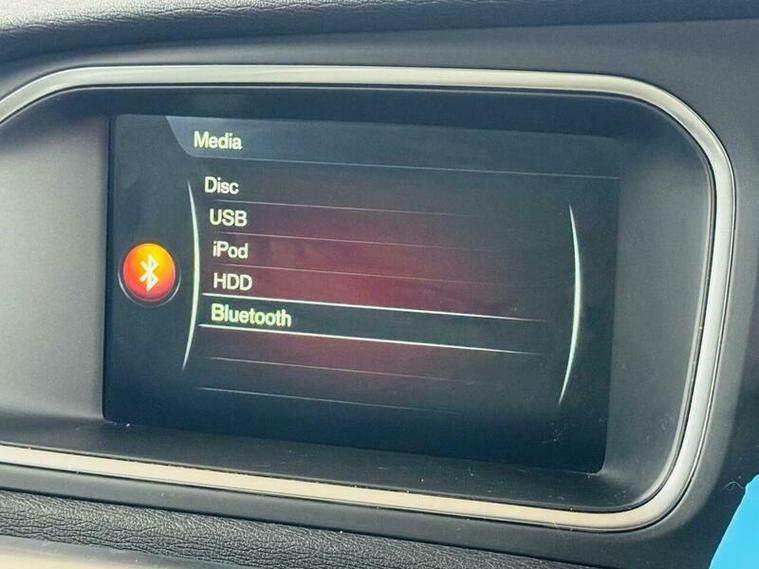 Media
Disc
USB
iPod
HDD
Bluetooth